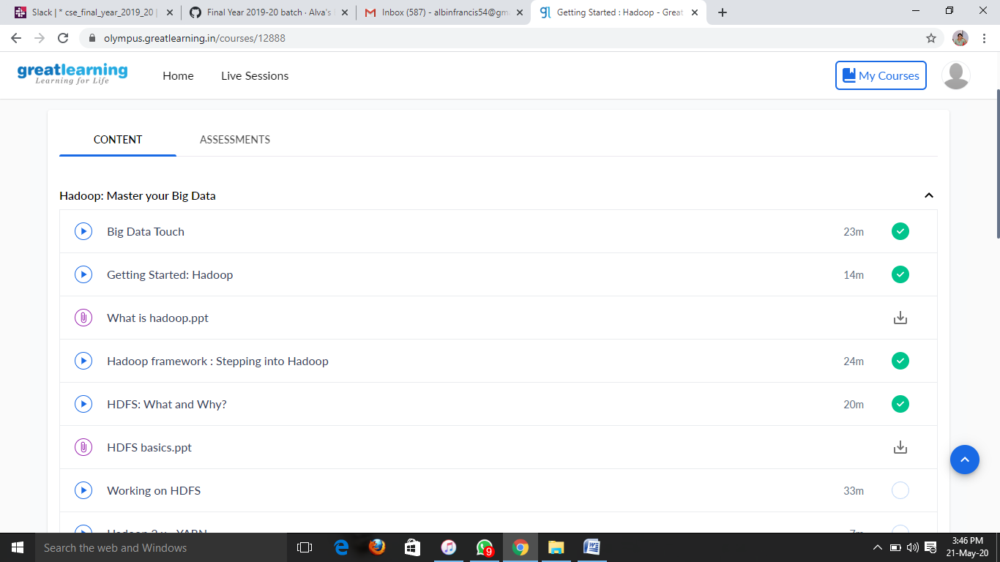 Slack | * cse_final_year_2019_20 |
Final Year 2019-20 batch · Alva's
Inbox (587) - albinfrancis54@gm
Getting Started : Hadoop - Great
olympus.greatlearning.in/courses/12888
greatlearning
Learning for Life
Home
Live Sessions
My Courses
CONTENT
ASSESSMENTS
Hadoop: Master your Big Data
Big Data Touch 23m
Getting Started: Hadoop 14m
What is hadoop.ppt
Hadoop framework : Stepping into Hadoop 24m
HDFS: What and Why? 20m
HDFS basics.ppt
Working on HDFS 33m
Search the web and Windows
9
3:46 PM
21-May-20